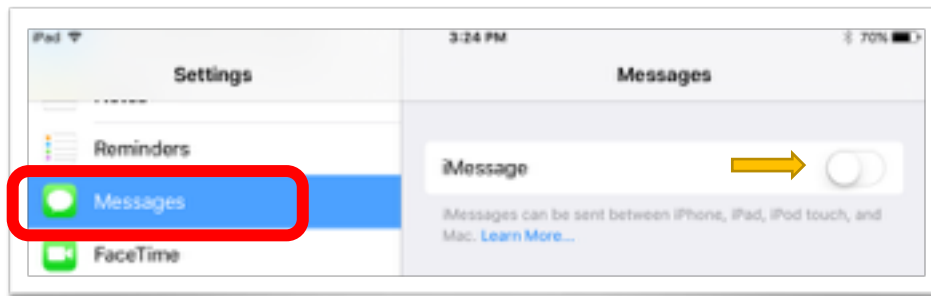 iPad 3:24 PM 70%
Settings
Messages
Notes
Reminders
Messages
FaceTime
iMessage
iMessages can be sent between iPhone, iPad, iPod touch, and
Mac. Learn More...